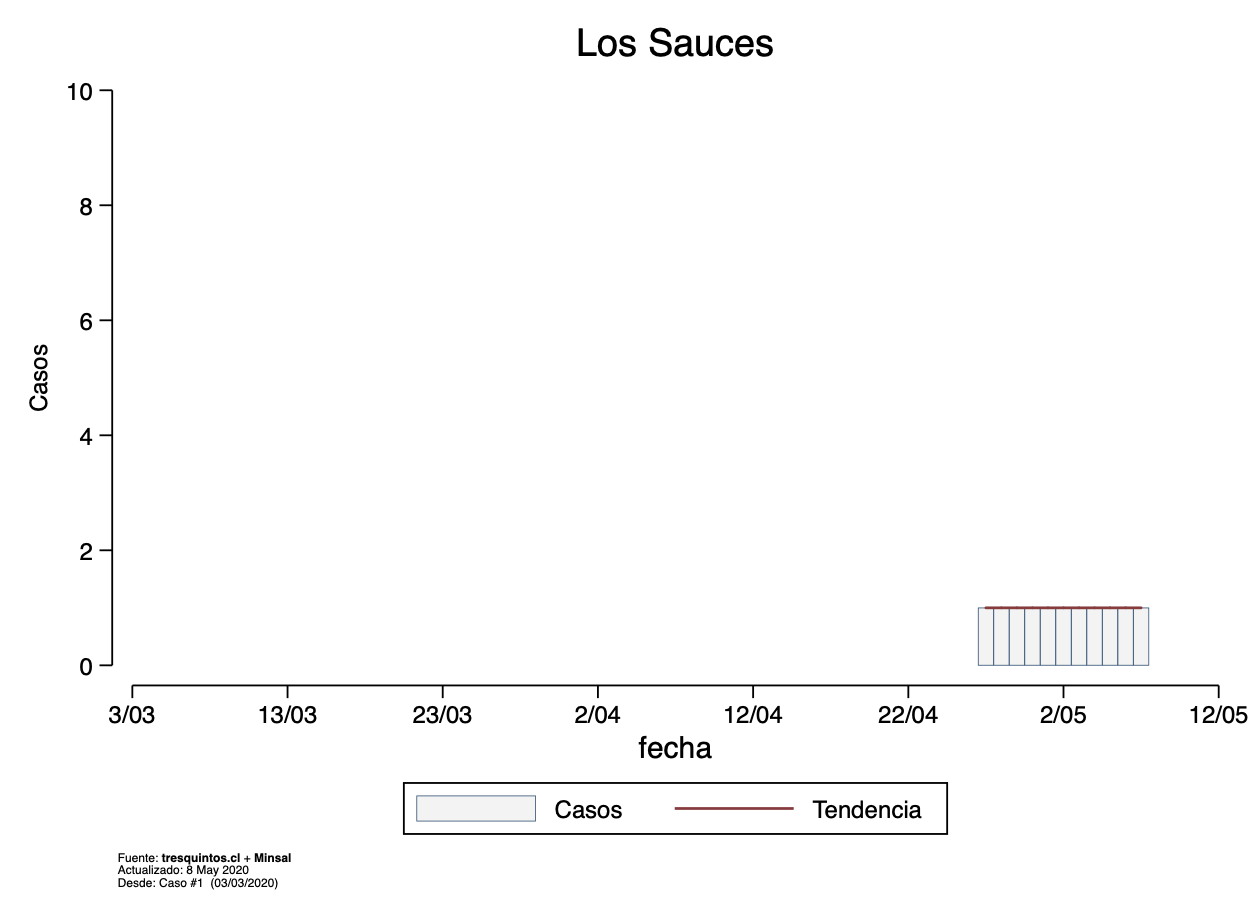 Los Sauces
10
8
6
4
2
0
Casos
3/03 13/03 23/03 2/04 12/04 22/04 2/05 12/05
fecha
Casos Tendencia
Fuente: tresquintos.cl + Minsal
Actualizado: 8 May 2020
Desde: Caso #1 (03/03/2020)